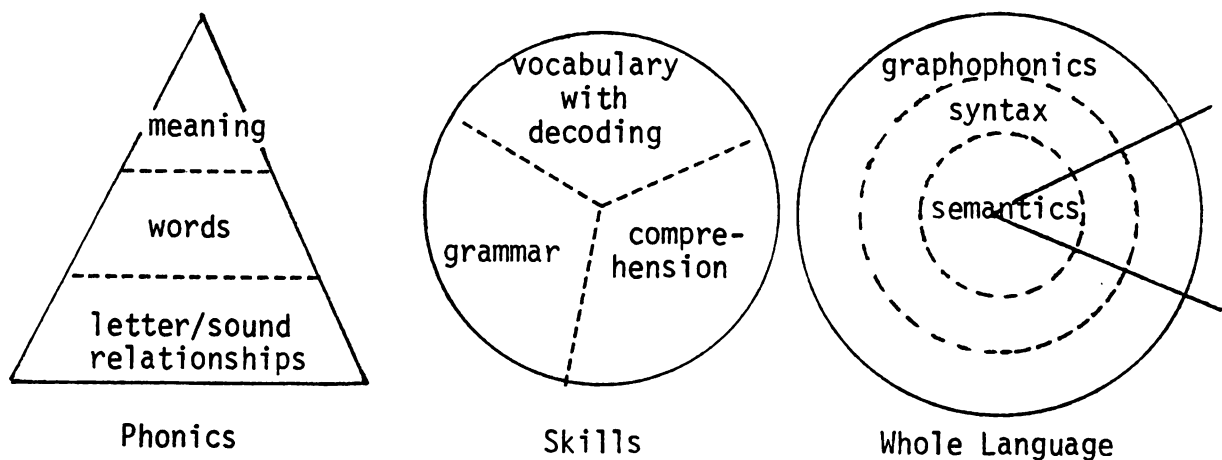 meaning
words
letter/sound
relationships
Phonics
vocabulary
with
decoding
grammar
compre-
hension
Skills
graphophonics
syntax
semantics
Whole Language